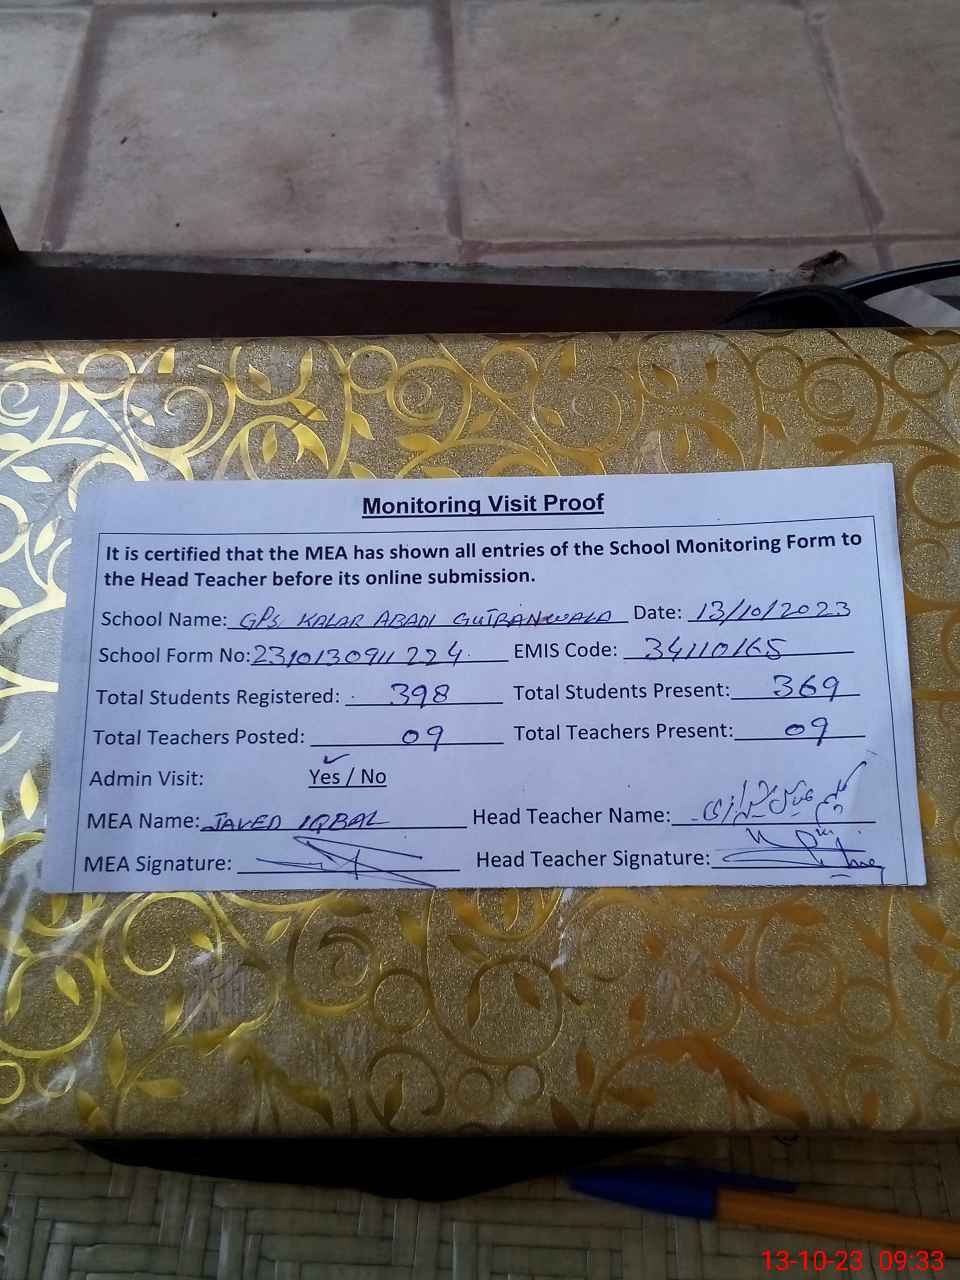 Monitoring Visit Proof
It is certified that the MEA has shown all entries of the School Monitoring Form to
the Head Teacher before its online submission.
School Name: GPS KALAR ABADI GUJRANWALA Date: 13/10/2023
School Form No: 2310130911224 EMIS Code: 34110165
Total Students Registered: 398 Total Students Present: 369
Total Teachers Posted: 09 Total Teachers Present: 09
Admin Visit: Yes / No
MEA Name: JAVED IQBAL Head Teacher Name:
MEA Signature: Head Teacher Signature:
13-10-23 09:33